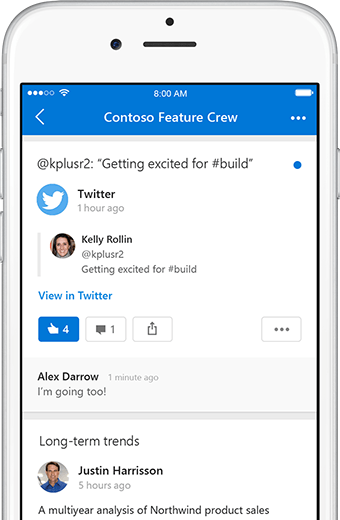 8:00 AM
Contoso Feature Crew
@kplusr2: “Getting excited for #build”
Twitter
1 hour ago
Kelly Rollin
@kplusr2
Getting excited for #build
View in Twitter
4
1
Alex Darrow 1 minute ago
I'm going too!
Long-term trends
Justin Harrisson
5 hours ago
A multiyear analysis of Northwind product sales